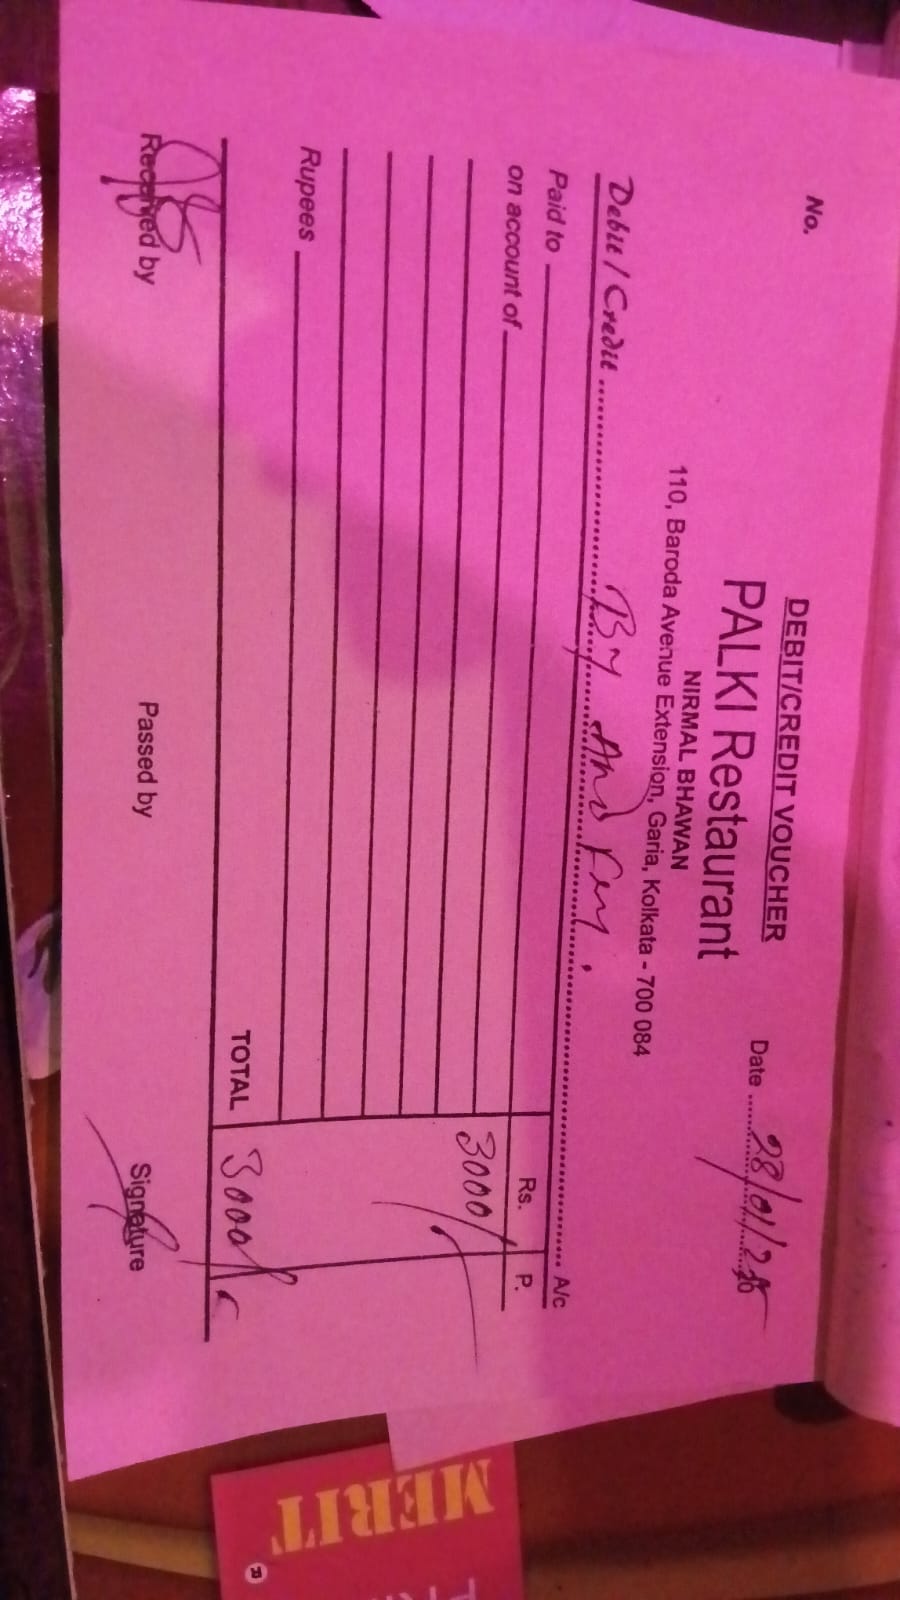 DEBIT/CREDIT VOUCHER
PALKI Restaurant
NIRMAL BHAWAN
110, Baroda Avenue Extension, Garia, Kolkata - 700 084
No.
Date 28/01/26
Debit / Credit By And A/c
Paid to
on account of
Rs. P.
3000/-
Rupees
TOTAL 3000/-
Received by Passed by Signature
MERIT